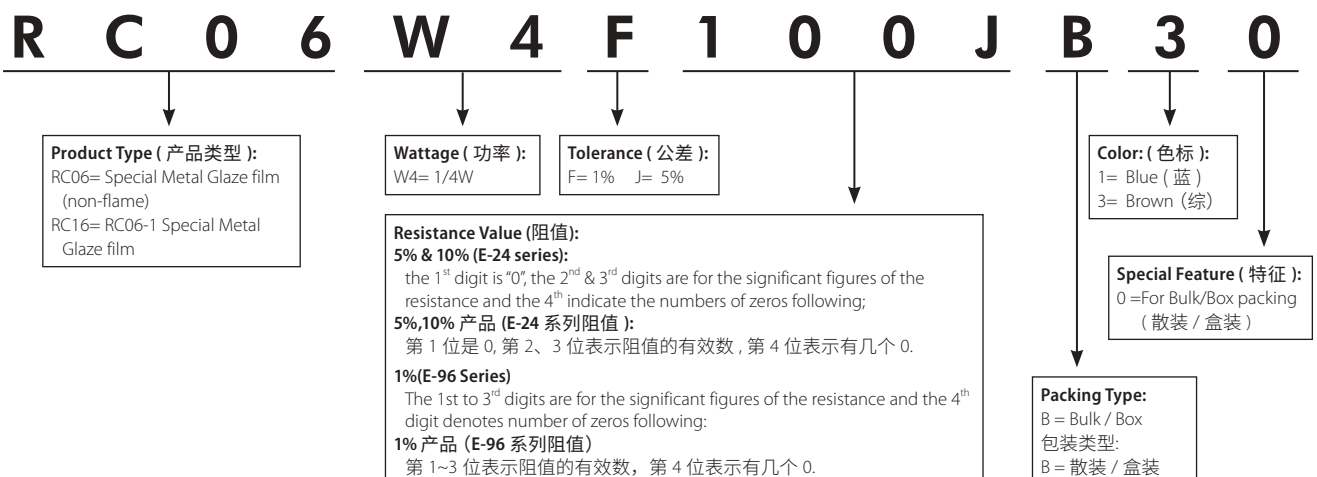 R C 0 6 W 4 F 1 0 0 J B 3 0
Product Type ( 产品类型 ):
RC06= Special Metal Glaze film
(non-flame)
RC16= RC06-1 Special Metal
Glaze film
Wattage ( 功率 ):
W4= 1/4W
Tolerance ( 公差 ):
F= 1% J= 5%
Resistance Value (阻值):
5% & 10% (E-24 series):
the 1st digit is "0", the 2nd & 3rd digits are for the significant figures of the
resistance and the 4th indicate the numbers of zeros following;
5%,10% 产品 (E-24 系列阻值 ):
第 1 位是 0, 第 2、3 位表示阻值的有效数 , 第 4 位表示有几个 0.
1%(E-96 Series)
The 1st to 3rd digits are for the significant figures of the resistance and the 4th
digit denotes number of zeros following:
1% 产品（E-96 系列阻值）
第 1~3 位表示阻值的有效数，第 4 位表示有几个 0.
Color: ( 色标 ):
1= Blue ( 蓝 )
3= Brown（综）
Special Feature ( 特征 ):
0 =For Bulk/Box packing
( 散装 / 盒装 )
Packing Type:
B = Bulk / Box
包装类型:
B = 散装 / 盒装